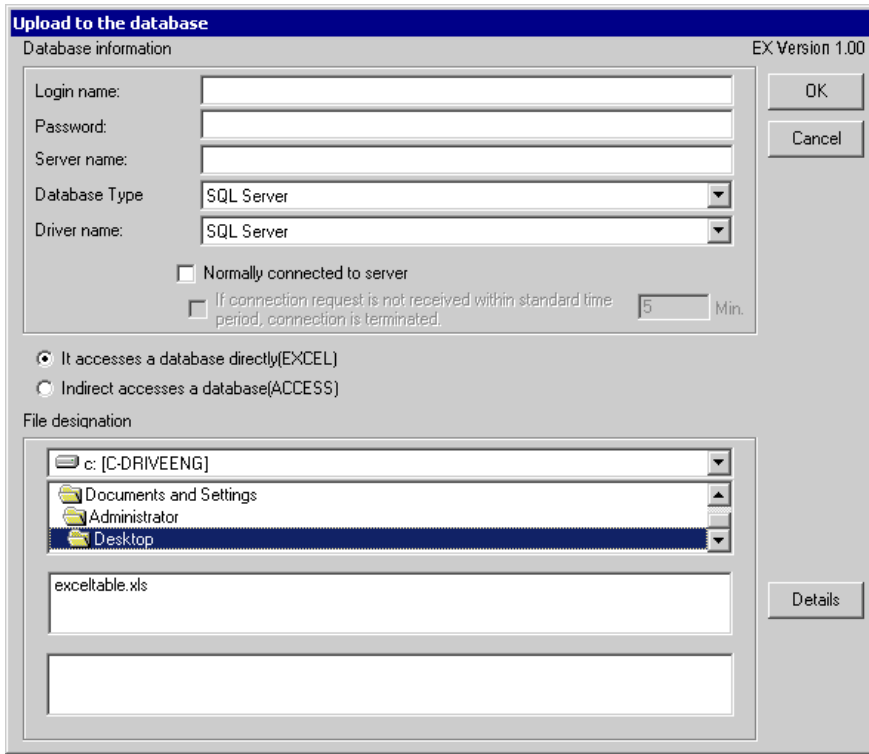 Upload to the database
Database information
EX Version 1.00
Login name:
OK
Password:
Cancel
Server name:
Database Type
SQL Server
Driver name:
SQL Server
Normally connected to server
If connection request is not received within standard time
period, connection is terminated.
5
Min.
It accesses a database directly(EXCEL)
Indirect accesses a database(ACCESS)
File designation
c: [C-DRIVEENG]
Documents and Settings
Administrator
Desktop
exceltable.xls
Details